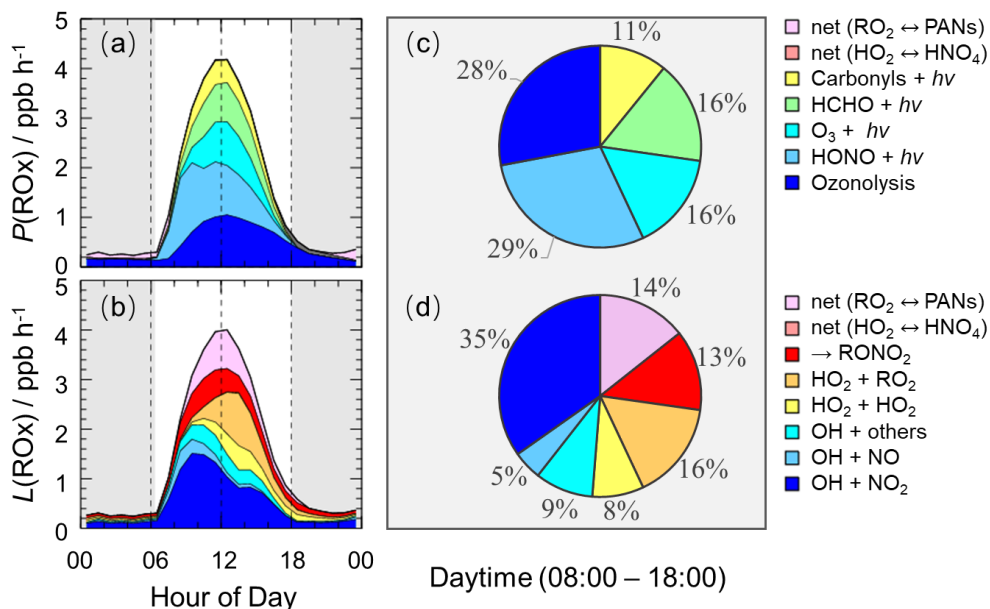 (a)
P(ROx) / ppb h⁻¹
5
4
3
2
1
0
(b)
L(ROx) / ppb h⁻¹
5
4
3
2
1
0
00 06 12 18 00
Hour of Day
(c)
11%
16%
16%
29%
28%
(d)
14%
13%
16%
8%
9%
5%
35%
Daytime (08:00 – 18:00)
net (RO₂ ↔ PANs)
net (HO₂ ↔ HNO₄)
Carbonyls + hv
HCHO + hv
O₃ + hv
HONO + hv
Ozonolysis
net (RO₂ ↔ PANs)
net (HO₂ ↔ HNO₄)
→ RONO₂
HO₂ + RO₂
HO₂ + HO₂
OH + others
OH + NO
OH + NO₂